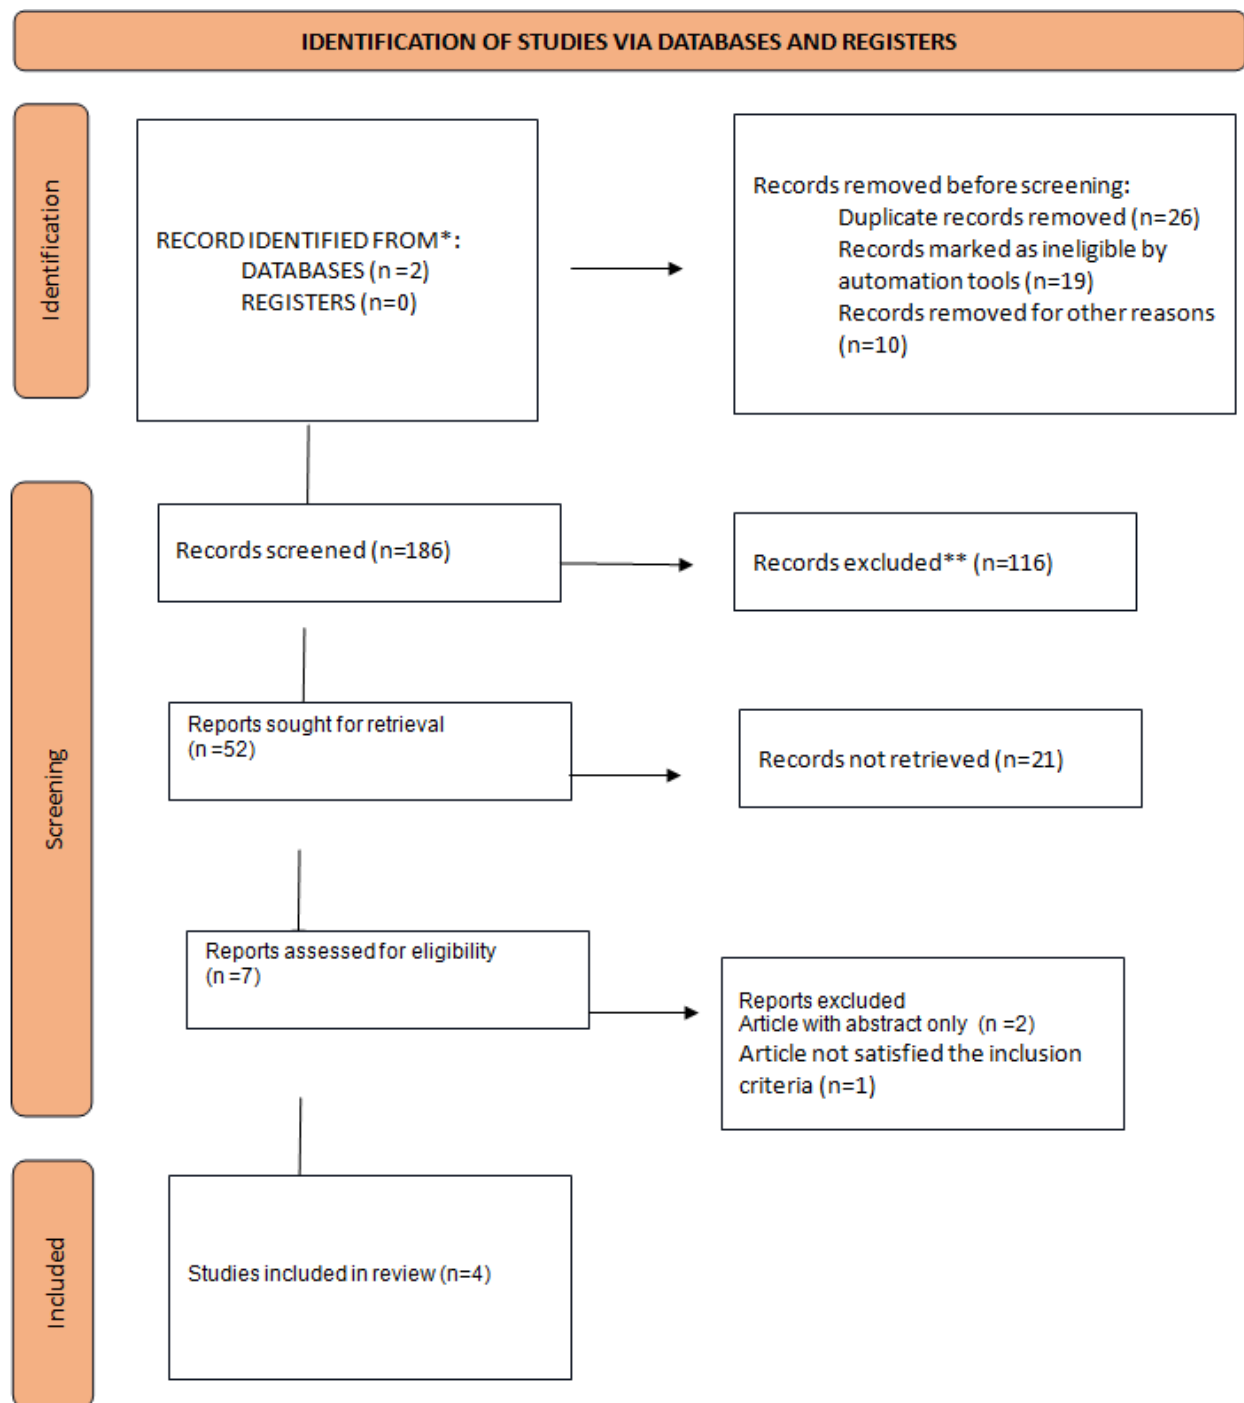 IDENTIFICATION OF STUDIES VIA DATABASES AND REGISTERS
Identification
RECORD IDENTIFIED FROM*:
DATABASES (n =2)
REGISTERS (n=0)
Records removed before screening:
Duplicate records removed (n=26)
Records marked as ineligible by
automation tools (n=19)
Records removed for other reasons
(n=10)
Screening
Records screened (n=186)
Records excluded** (n=116)
Reports sought for retrieval
(n =52)
Records not retrieved (n=21)
Reports assessed for eligibility
(n =7)
Reports excluded
Article with abstract only (n =2)
Article not satisfied the inclusion
criteria (n=1)
Included
Studies included in review (n=4)